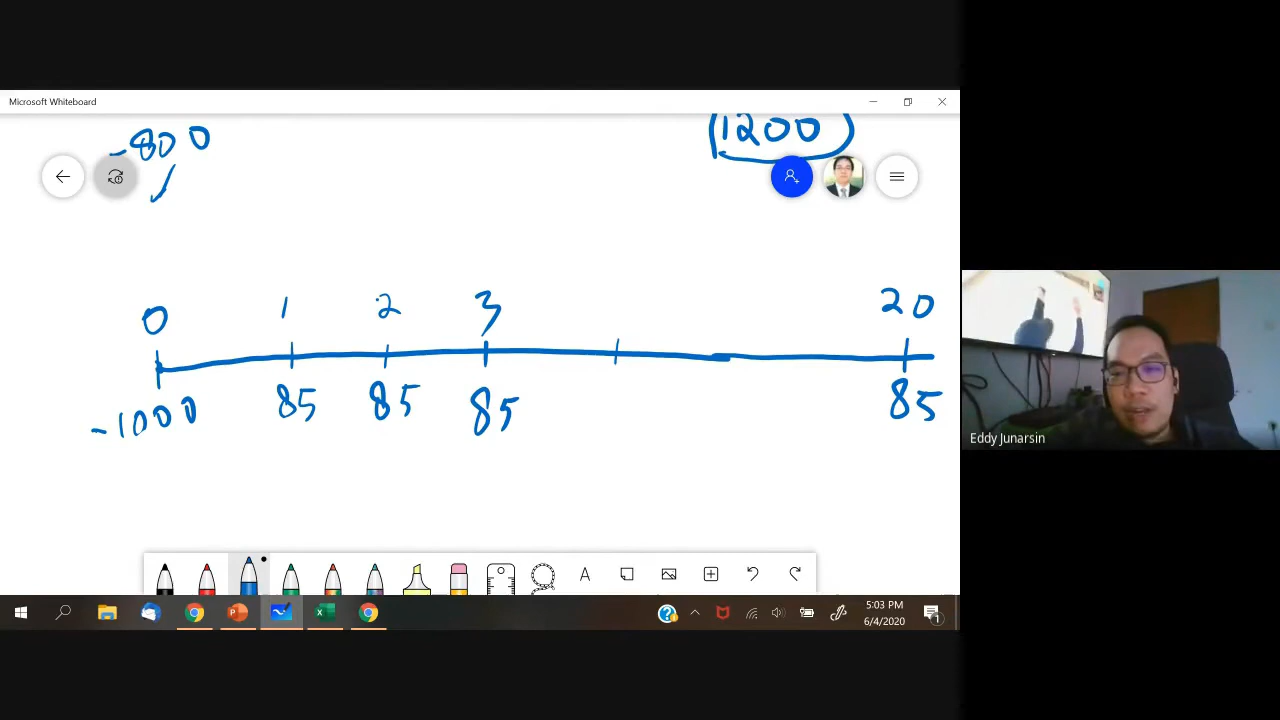 Microsoft Whiteboard
-800
1200
0 1 2 3 20
-1000 85 85 85 85
Eddy Junarsin
A
5:03 PM
6/4/2020
1